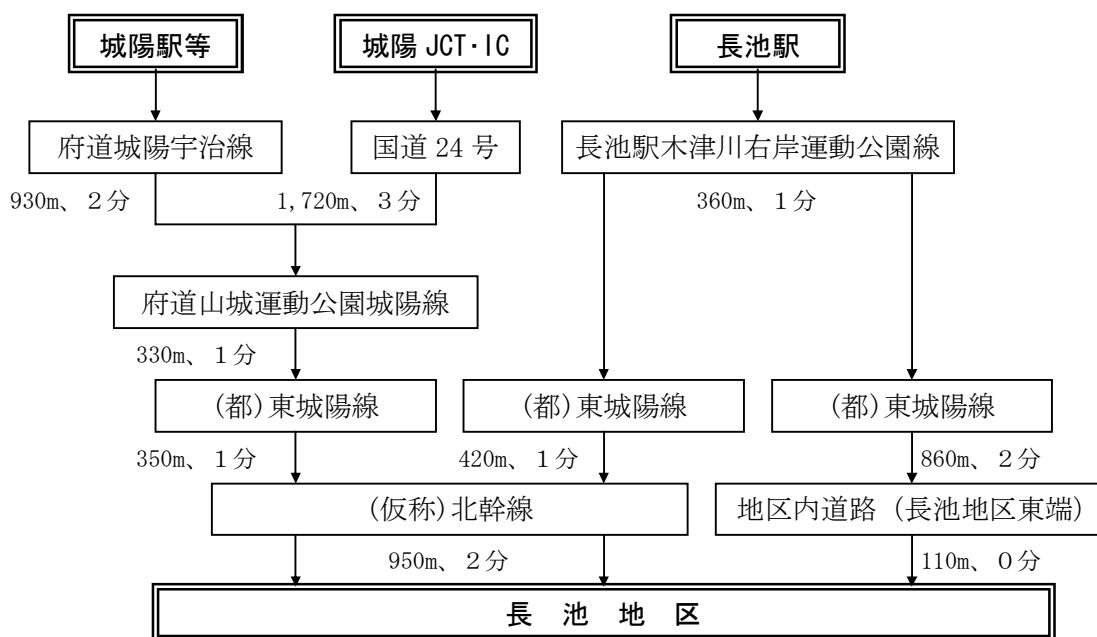 城陽駅等
城陽 JCT・IC
長池駅
府道城陽宇治線
国道 24 号
長池駅木津川右岸運動公園線
930m、２分
1,720m、３分
360m、１分
府道山城運動公園城陽線
330m、１分
(都)東城陽線
(都)東城陽線
(都)東城陽線
350m、１分
420m、１分
860m、２分
(仮称)北幹線
地区内道路（長池地区東端）
950m、２分
110m、０分
長 池 地 区